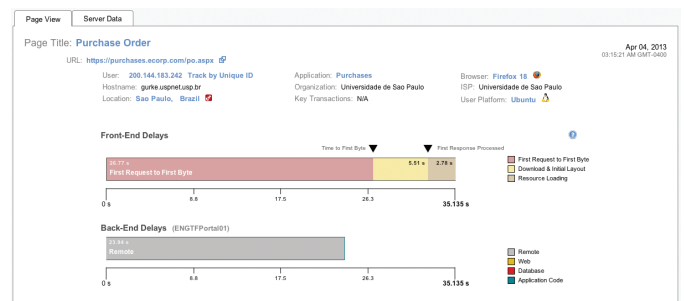 Page View
Server Data
Page Title: Purchase Order
Apr 04, 2013
03:15:21 AM GMT-0400
URL: https://purchases.ecorp.com/po.aspx
User: 200.144.183.242 Track by Unique ID
Application: Purchases
Browser: Firefox 18
Hostname: gurke.uspnet.usp.br
Organization: Universidade de Sao Paulo
ISP: Universidade de Sao Paulo
Location: Sao Paulo, Brazil
Key Transactions: N/A
User Platform: Ubuntu
Front-End Delays
Time to First Byte
First Response Processed
26.77 s
5.51 s
2.78 s
First Request to First Byte
First Request to First Byte
Download & Initial Layout
Resource Loading
0 s
8.8
17.5
26.3
35.135 s
Back-End Delays (ENGTFPortal01)
Remote
Remote
Web
Database
Application Code
0 s
8.8
17.5
26.3
35.135 s